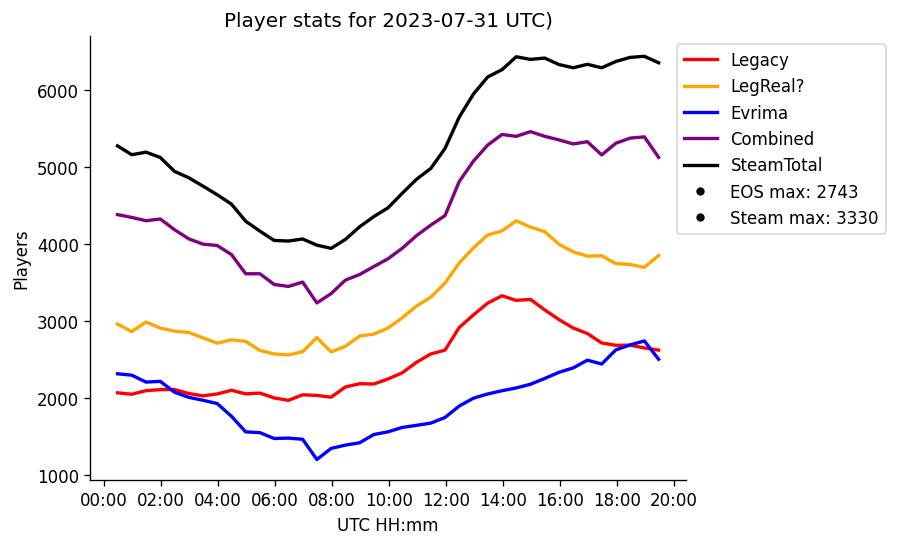 Player stats for 2023-07-31 UTC)
Players
6000
5000
4000
3000
2000
1000
00:00 02:00 04:00 06:00 08:00 10:00 12:00 14:00 16:00 18:00 20:00
UTC HH:mm
Legacy
LegReal?
Evrima
Combined
SteamTotal
EOS max: 2743
Steam max: 3330